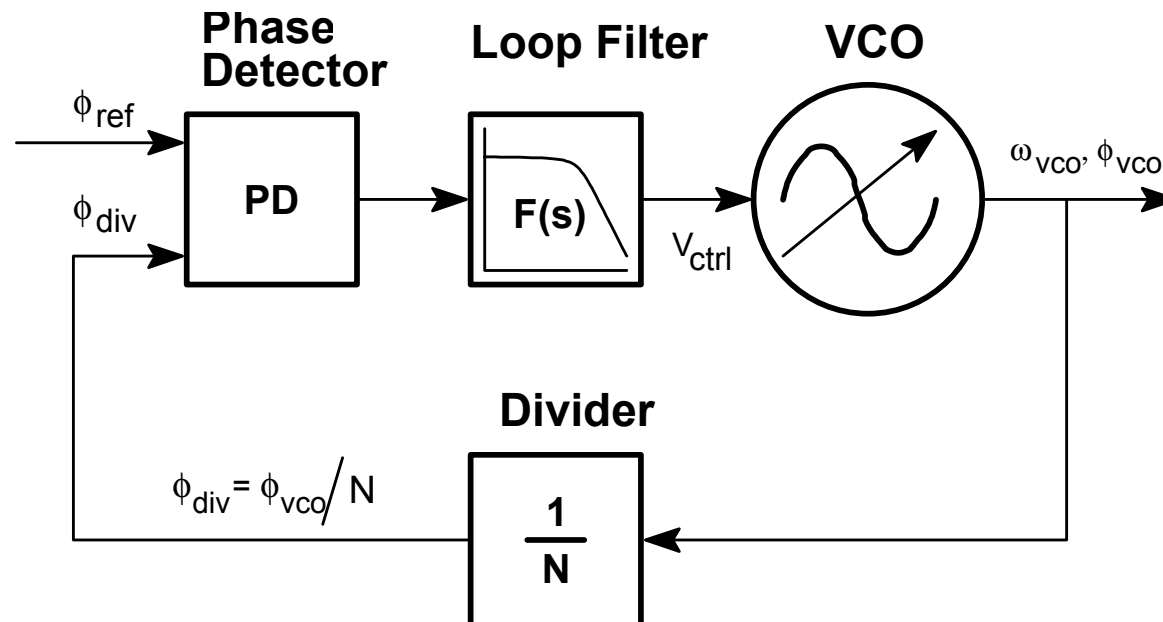 Phase
Detector
Loop Filter
VCO
ϕref
ϕdiv
PD
F(s)
Vctrl
ωvco, ϕvco
Divider
ϕdiv = ϕvco/N
1
N